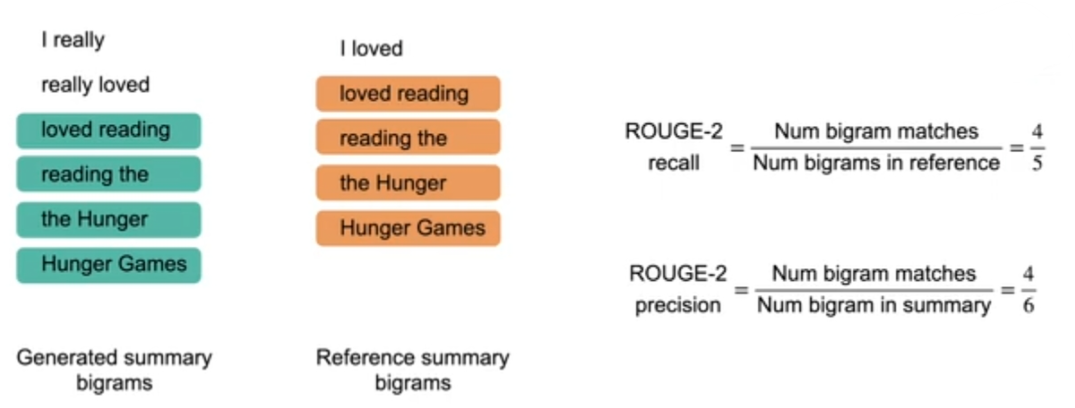 I really
really loved
loved reading
reading the
the Hunger
Hunger Games
Generated summary
bigrams
I loved
loved reading
reading the
the Hunger
Hunger Games
Reference summary
bigrams
ROUGE-2 recall = Num bigram matches / Num bigrams in reference = 4 / 5
ROUGE-2 precision = Num bigram matches / Num bigram in summary = 4 / 6